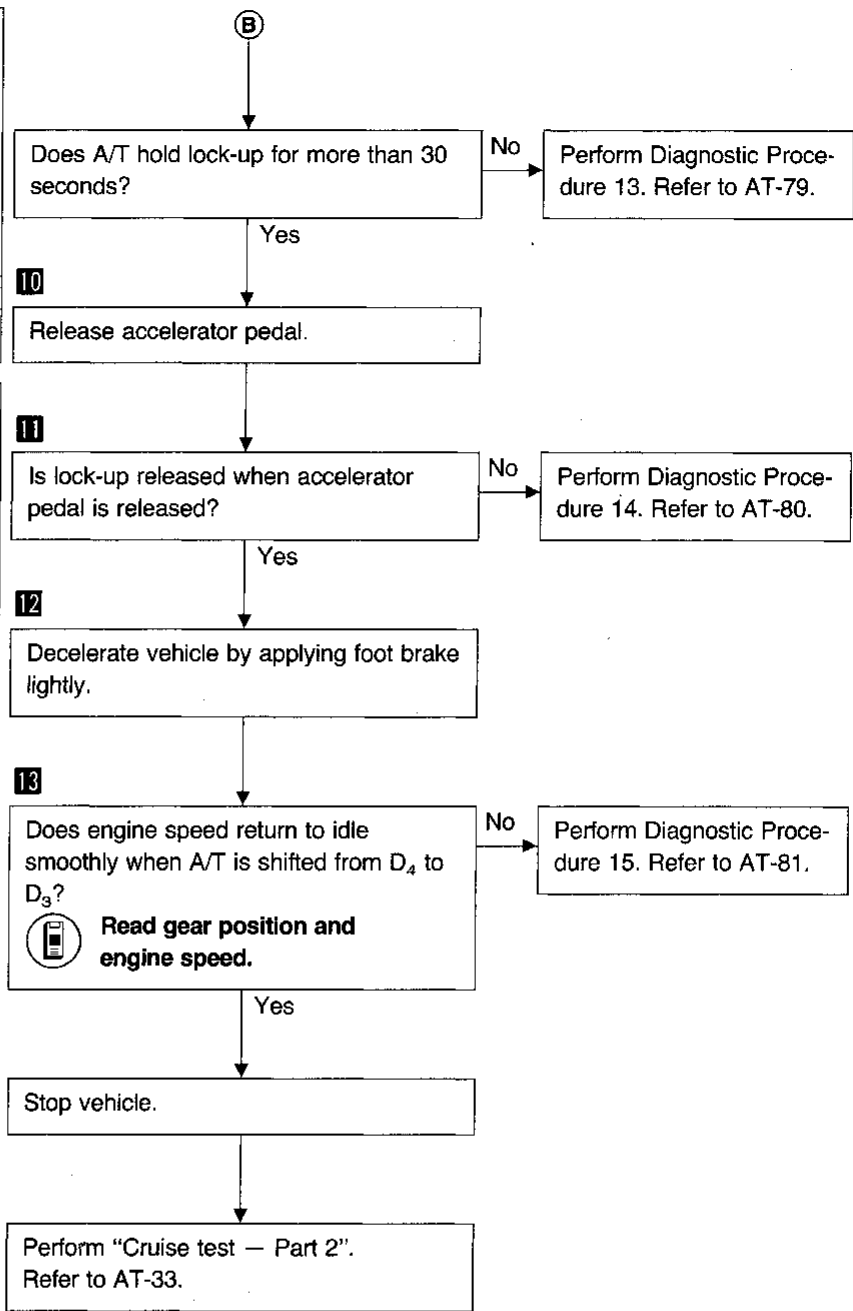 B
Does A/T hold lock-up for more than 30
seconds?
No
Perform Diagnostic Proce-
dure 13. Refer to AT-79.
Yes
10
Release accelerator pedal.
11
Is lock-up released when accelerator
pedal is released?
No
Perform Diagnostic Proce-
dure 14. Refer to AT-80.
Yes
12
Decelerate vehicle by applying foot brake
lightly.
13
Does engine speed return to idle
smoothly when A/T is shifted from D₄ to
D₃?
Read gear position and
engine speed.
No
Perform Diagnostic Proce-
dure 15. Refer to AT-81.
Yes
Stop vehicle.
Perform “Cruise test — Part 2”.
Refer to AT-33.